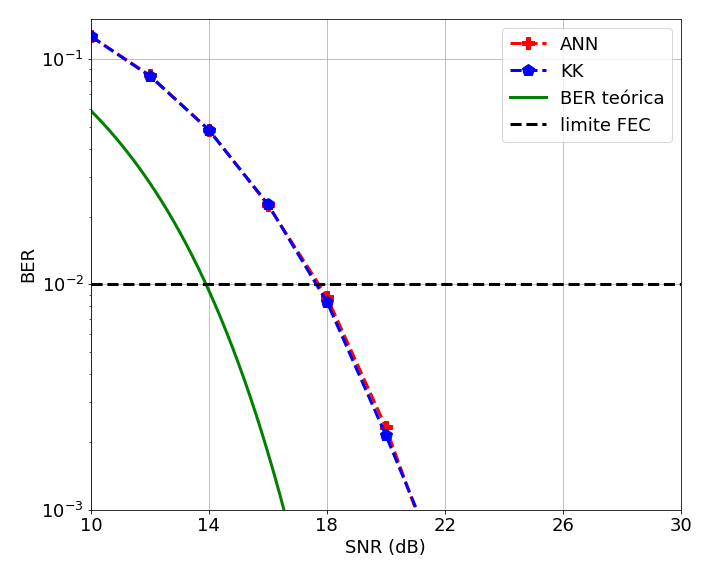 ANN
KK
BER teórica
limite FEC
BER
10⁻¹
10⁻²
10⁻³
10 14 18 22 26 30
SNR (dB)